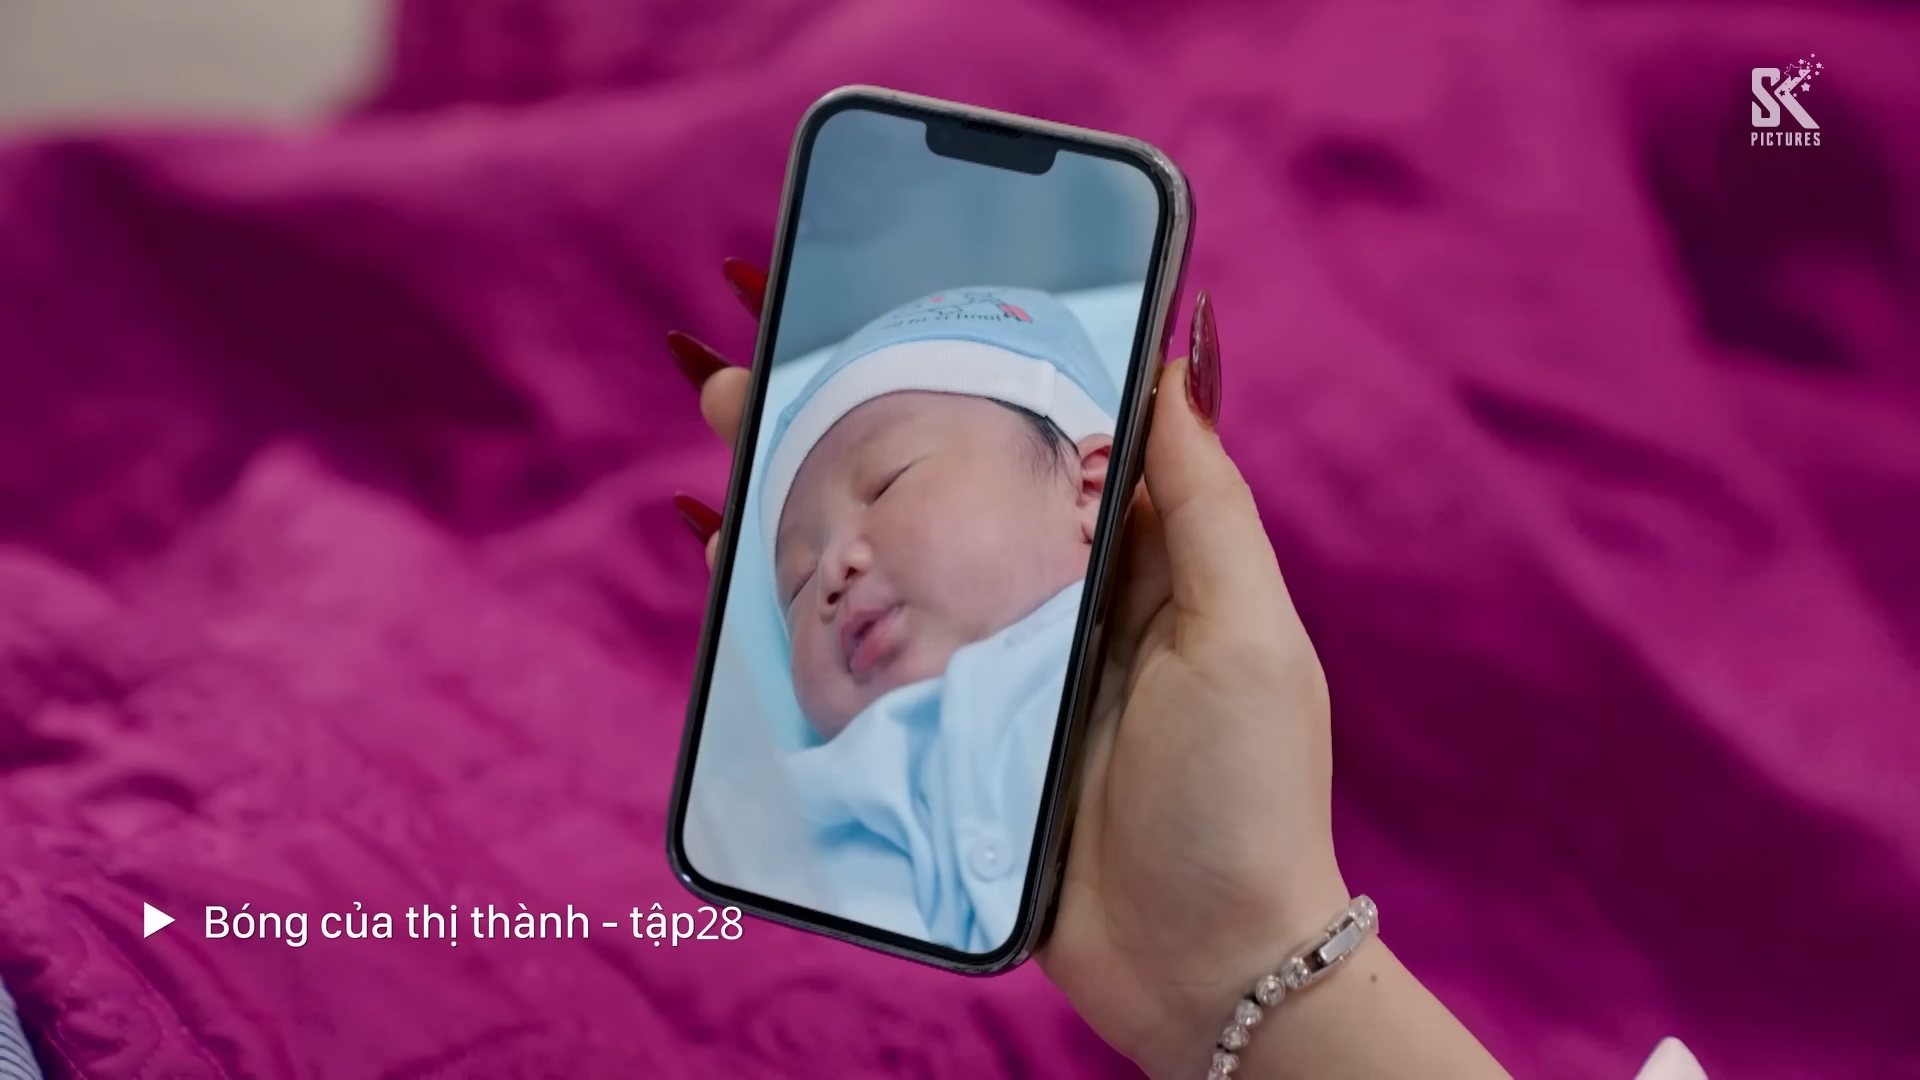 SK
PICTURES
Bóng của thị thành - tập28